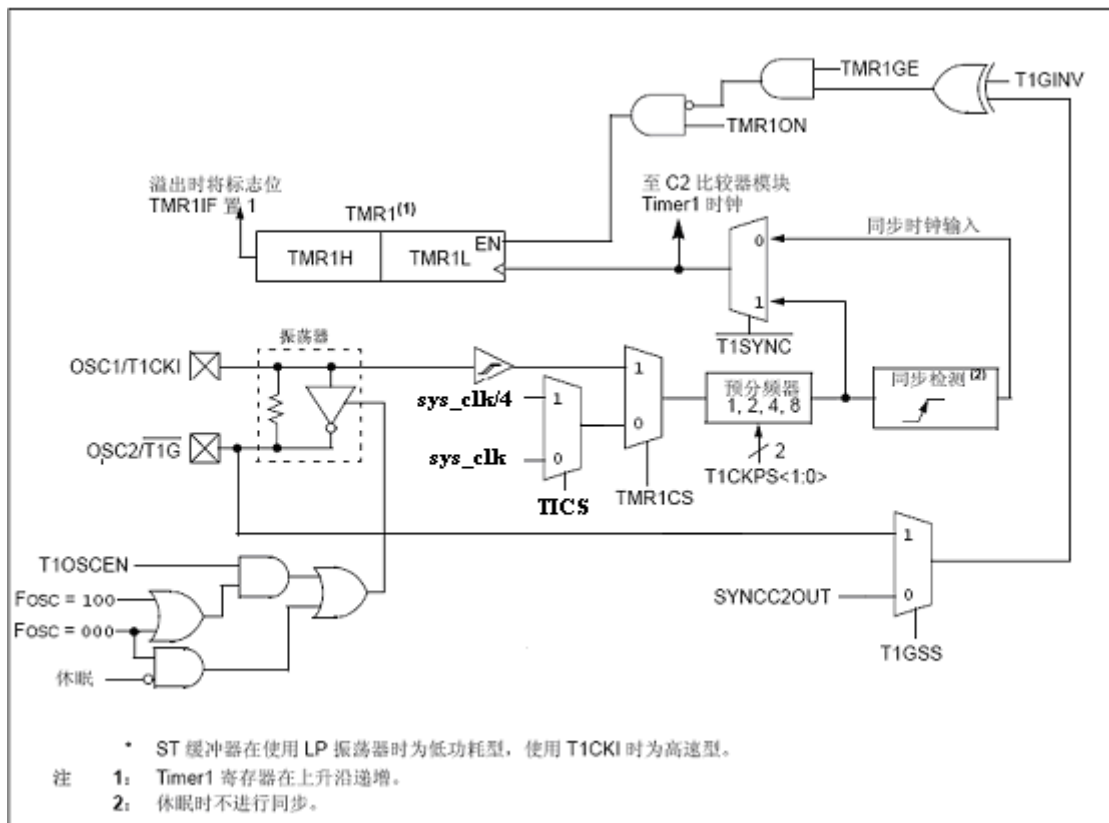 TMR1GE
T1GINV
TMR1ON
溢出时将标志位
TMR1IF 置 1
至 C2 比较器模块
Timer1 时钟
TMR1(1)
EN
TMR1H
TMR1L
0
同步时钟输入
1
T1SYNC
振荡器
OSC1/T1CKI
sys_clk/4
1
1
预分频器
1, 2, 4, 8
同步检测(2)
OSC2/T1G
sys_clk
0
0
2
T1CKPS<1:0>
TICS
TMR1CS
1
T1OSCEN
SYNCC2OUT
0
FOSC = 100
FOSC = 000
T1GSS
休眠
* ST 缓冲器在使用 LP 振荡器时为低功耗型，使用 T1CKI 时为高速型。
注 1: Timer1 寄存器在上升沿递增。
2: 休眠时不进行同步。